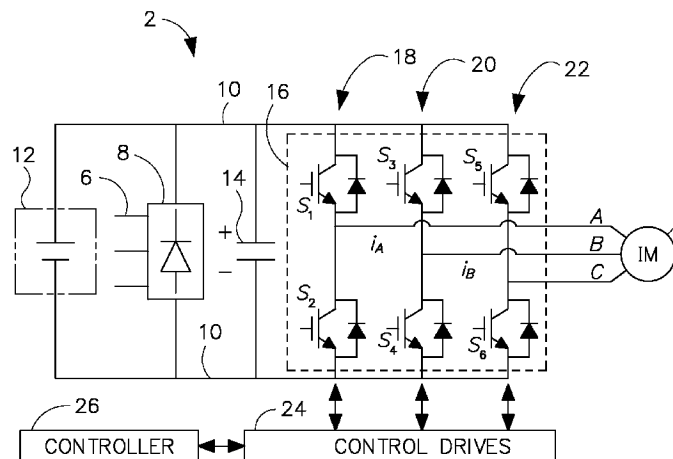 2
18
20
22
10
16
12
6
8
14
+
−
S1
S3
S5
iA
iB
A
B
C
IM
S2
S4
S6
10
26
24
CONTROLLER
CONTROL DRIVES